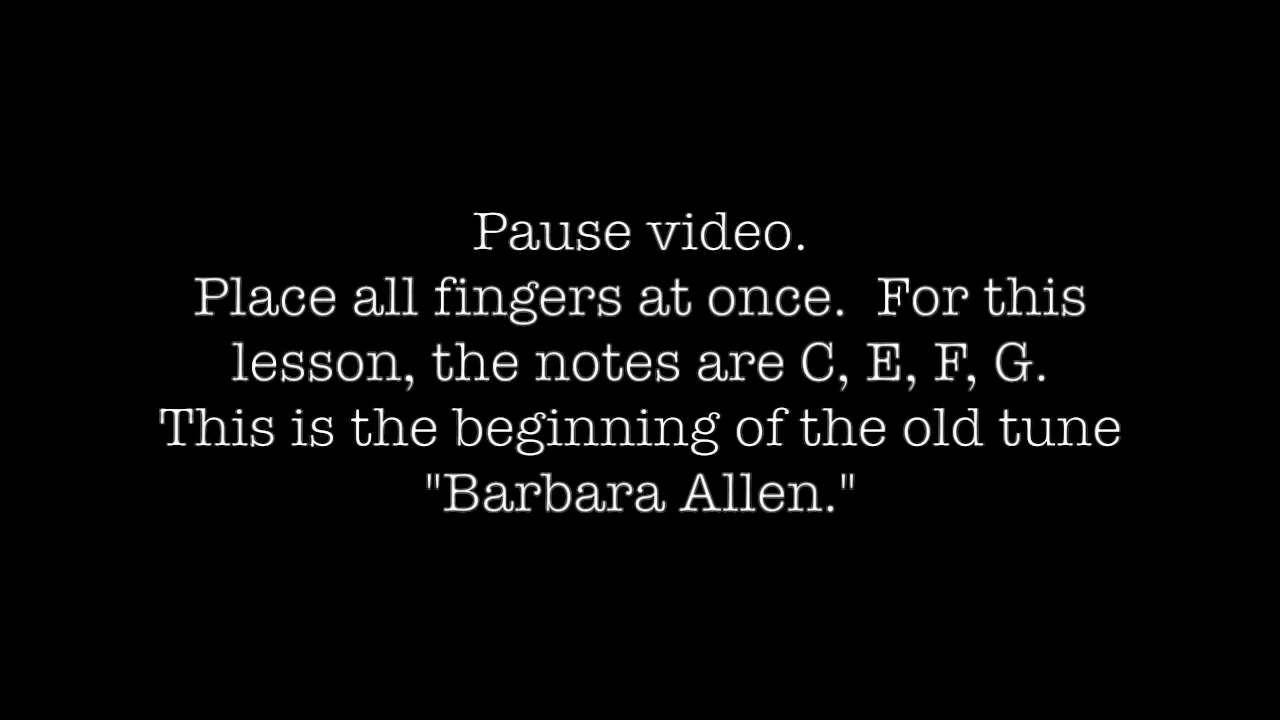 Pause video.
Place all fingers at once.  For this
lesson, the notes are C, E, F, G.
This is the beginning of the old tune
"Barbara Allen."